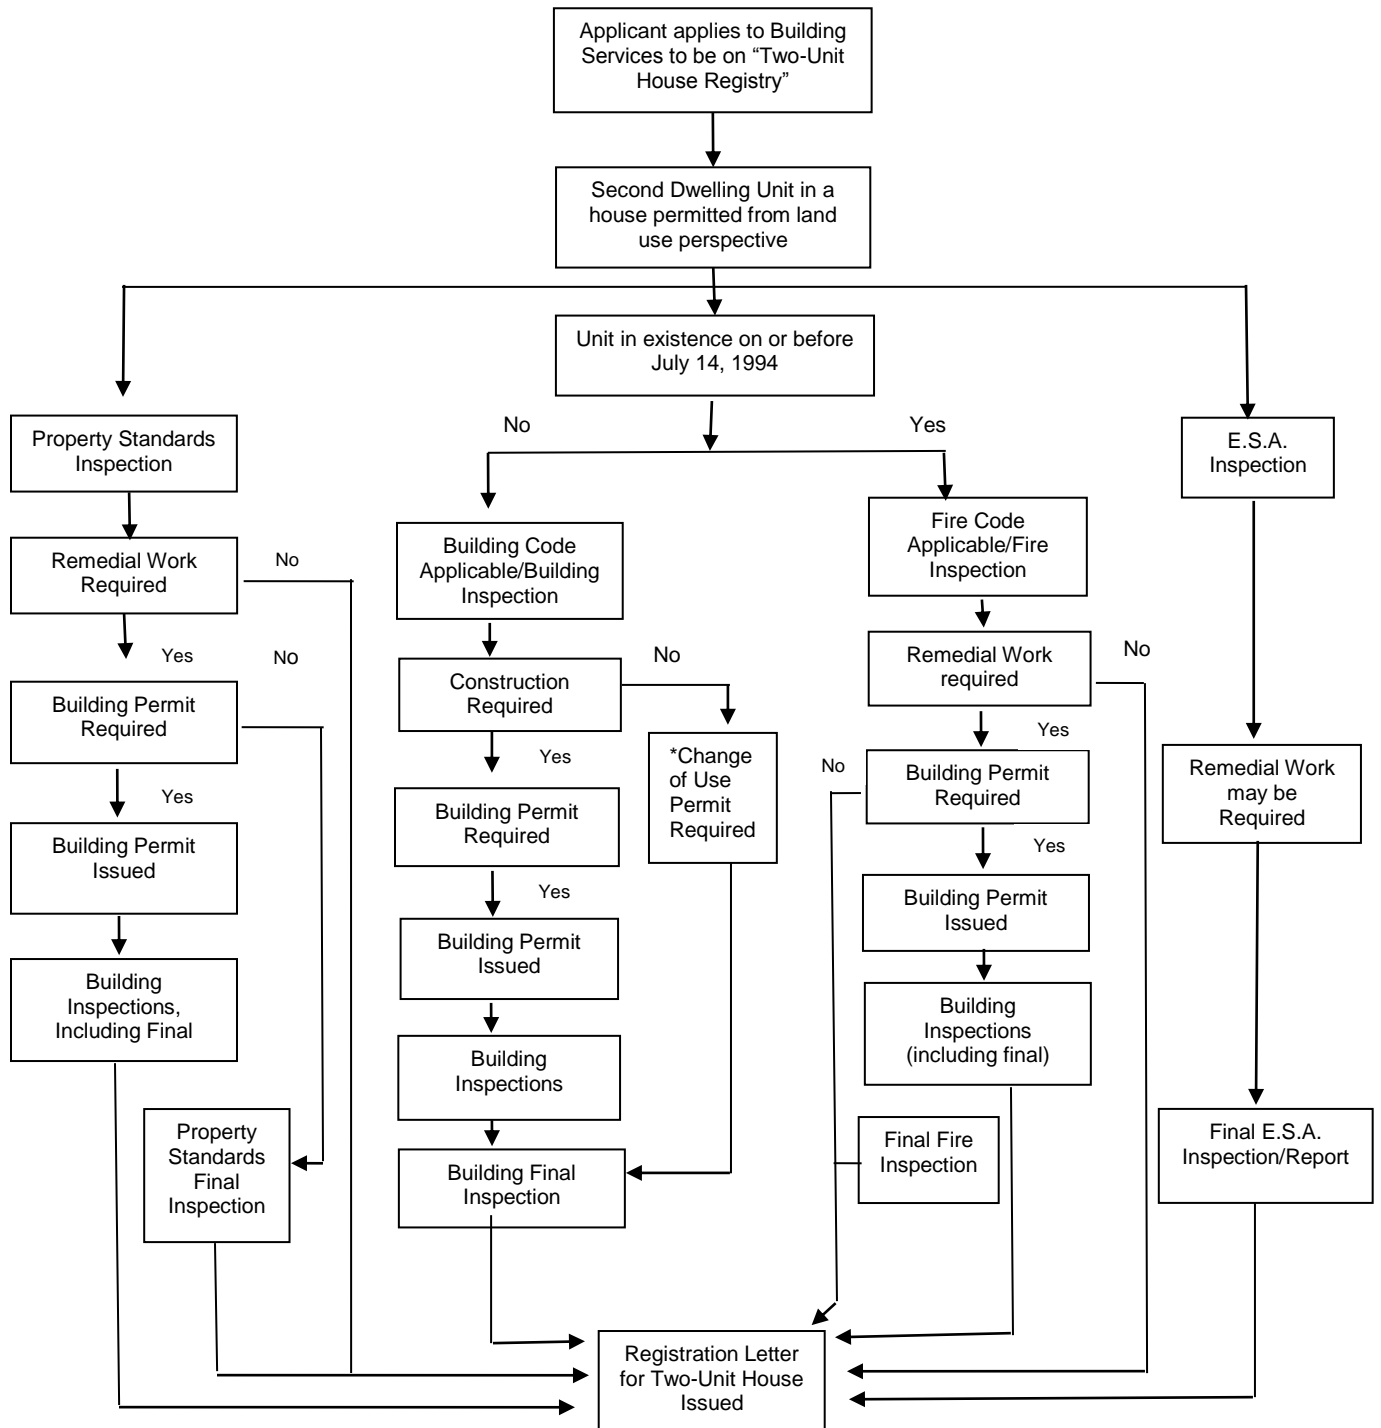 Applicant applies to Building
Services to be on “Two-Unit
House Registry”
Second Dwelling Unit in a
house permitted from land
use perspective
Unit in existence on or before
July 14, 1994
No
Yes
Property Standards
Inspection
E.S.A.
Inspection
Building Code
Applicable/Building
Inspection
Fire Code
Applicable/Fire
Inspection
Remedial Work
Required
No
Yes
No
Construction
Required
No
Remedial Work
required
No
Building Permit
Required
Yes
Yes
*Change
of Use
Permit
Required
Yes
No
Building Permit
Required
Remedial Work
may be
Required
Building Permit
Required
Yes
Building Permit
Issued
Yes
Building Permit
Issued
Building Permit
Issued
Building
Inspections,
Including Final
Building
Inspections
Building
Inspections
(including final)
Property
Standards
Final
Inspection
Building Final
Inspection
Final Fire
Inspection
Final E.S.A.
Inspection/Report
Registration Letter
for Two-Unit House
Issued